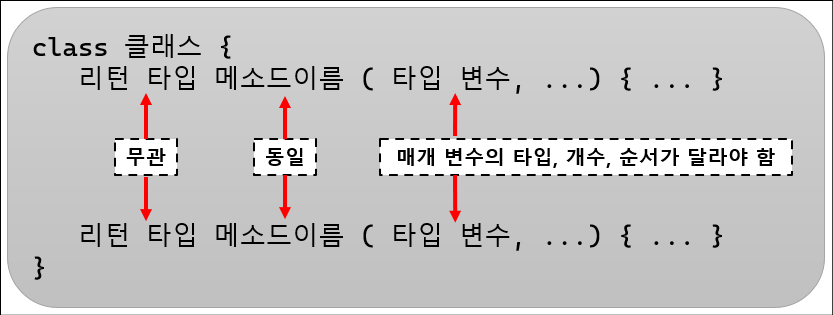 class 클래스 {
리턴 타입 메소드이름 ( 타입 변수, ...) { ... }
무관 동일 매개 변수의 타입, 개수, 순서가 달라야 함
리턴 타입 메소드이름 ( 타입 변수, ...) { ... }
}